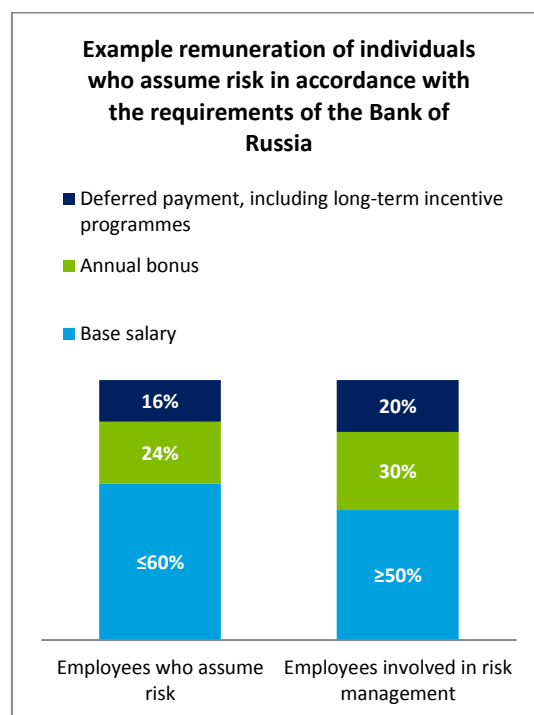 Example remuneration of individuals
who assume risk in accordance with
the requirements of the Bank of
Russia
Deferred payment, including long-term incentive
programmes
Annual bonus
Base salary
16%
20%
24%
30%
≤60%
≥50%
Employees who assume
risk
Employees involved in risk
management